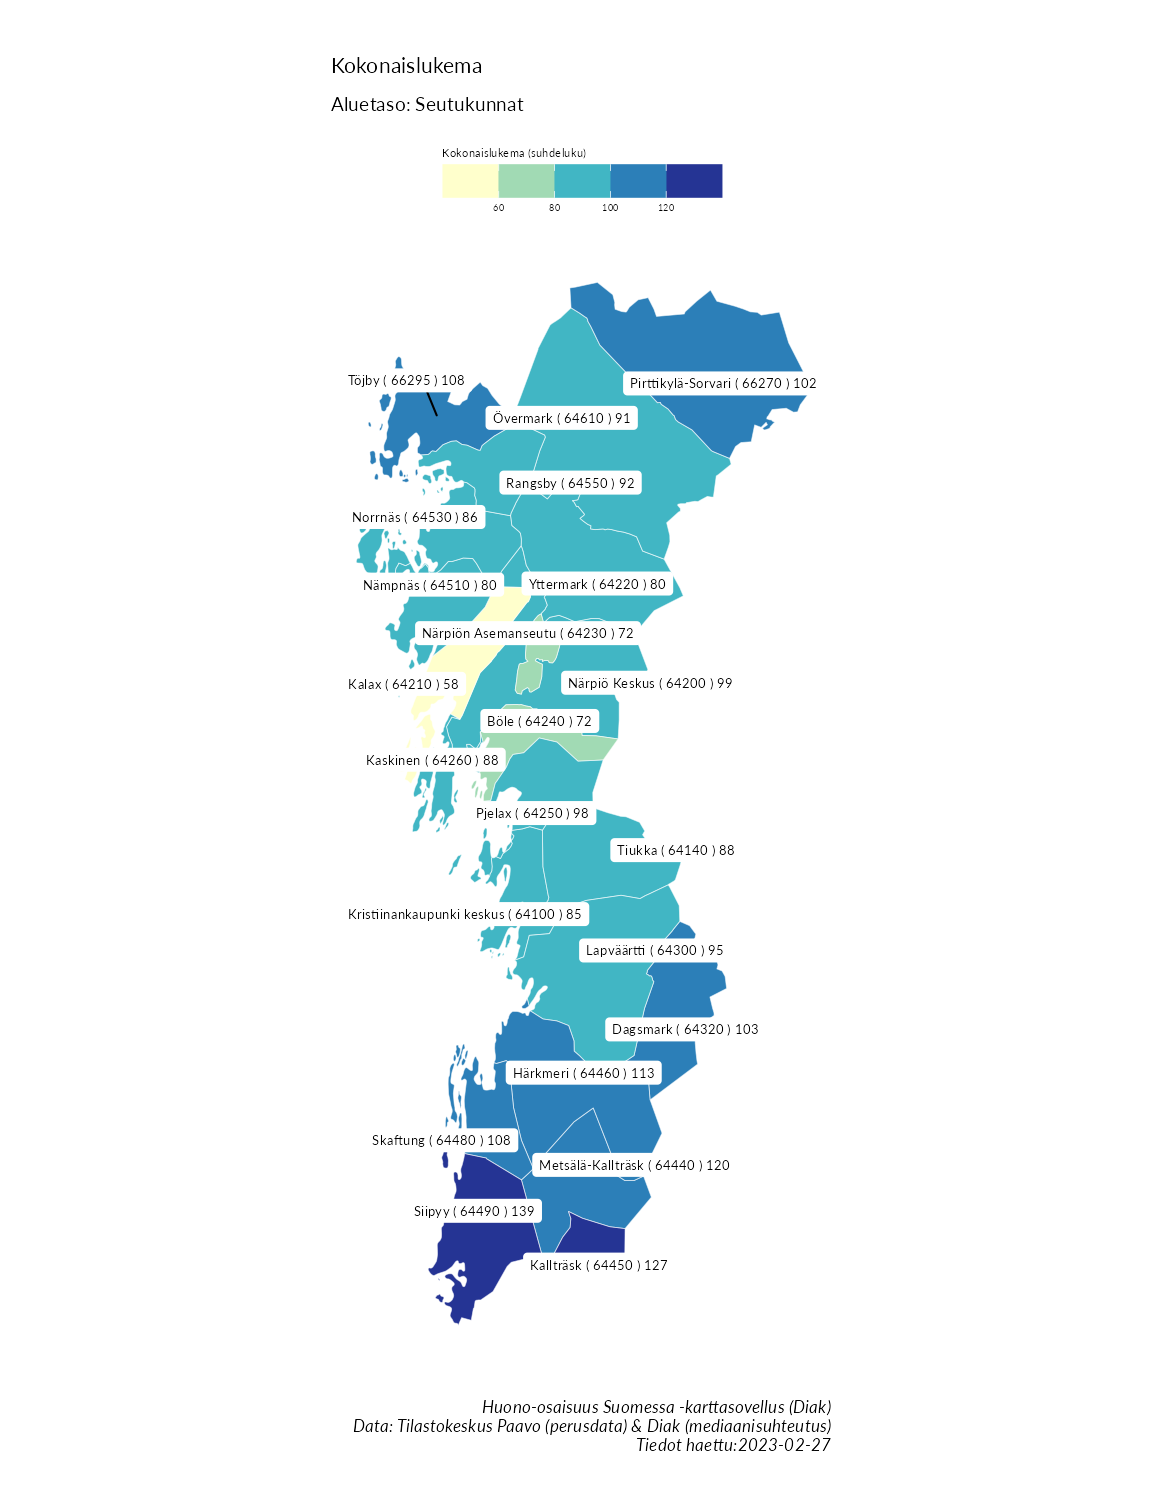 Kokonaislukema
Aluetaso: Seutukunnat
Kokonaislukema (suhdeluku)
60 80 100 120
Töjby ( 66295 ) 108
Pirttikylä-Sorvari ( 66270 ) 102
Övermark ( 64610 ) 91
Rangsby ( 64550 ) 92
Norrnäs ( 64530 ) 86
Nämpnäs ( 64510 ) 80
Yttermark ( 64220 ) 80
Närpiön Asemanseutu ( 64230 ) 72
Kalax ( 64210 ) 58
Närpiö Keskus ( 64200 ) 99
Böle ( 64240 ) 72
Kaskinen ( 64260 ) 88
Pjelax ( 64250 ) 98
Tiukka ( 64140 ) 88
Kristiinankaupunki keskus ( 64100 ) 85
Lapväärtti ( 64300 ) 95
Dagsmark ( 64320 ) 103
Härkmeri ( 64460 ) 113
Skaftung ( 64480 ) 108
Metsälä-Kallträsk ( 64440 ) 120
Siipyy ( 64490 ) 139
Kallträsk ( 64450 ) 127
Huono-osaisuus Suomessa -karttasovellus (Diak)
Data: Tilastokeskus Paavo (perusdata) & Diak (mediaanisuhteutus)
Tiedot haettu:2023-02-27